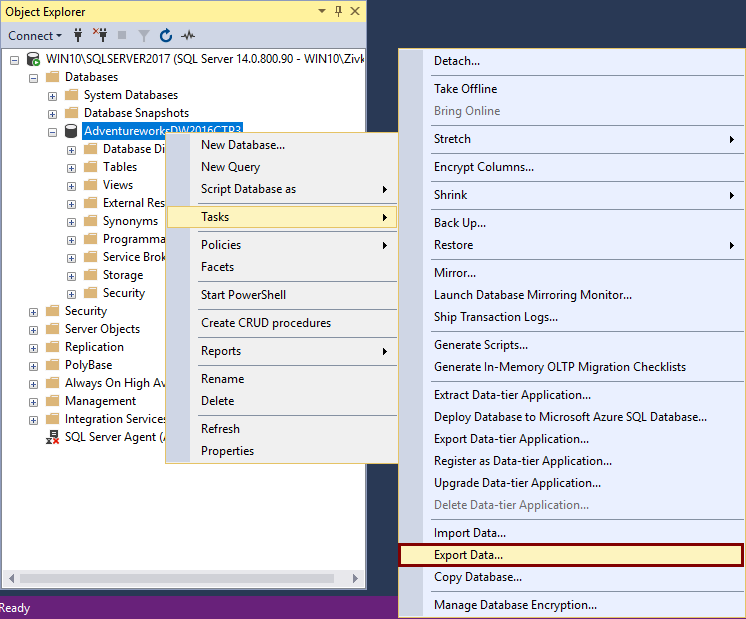 Object Explorer
Connect
WIN10\SQLSERVER2017 (SQL Server 14.0.800.90 - WIN10\Zivk
Databases
System Databases
Database Snapshots
AdventureworksDW2016CTP3
Database Di
Tables
Views
External Res
Synonyms
Programma
Service Brok
Storage
Security
Security
Server Objects
Replication
PolyBase
Always On High Av
Management
Integration Services
SQL Server Agent (A
Ready
New Database...
New Query
Script Database as
Tasks
Policies
Facets
Start PowerShell
Create CRUD procedures
Reports
Rename
Delete
Refresh
Properties
Detach...
Take Offline
Bring Online
Stretch
Encrypt Columns...
Shrink
Back Up...
Restore
Mirror...
Launch Database Mirroring Monitor...
Ship Transaction Logs...
Generate Scripts...
Generate In-Memory OLTP Migration Checklists
Extract Data-tier Application...
Deploy Database to Microsoft Azure SQL Database...
Export Data-tier Application...
Register as Data-tier Application...
Upgrade Data-tier Application...
Delete Data-tier Application...
Import Data...
Export Data...
Copy Database...
Manage Database Encryption...